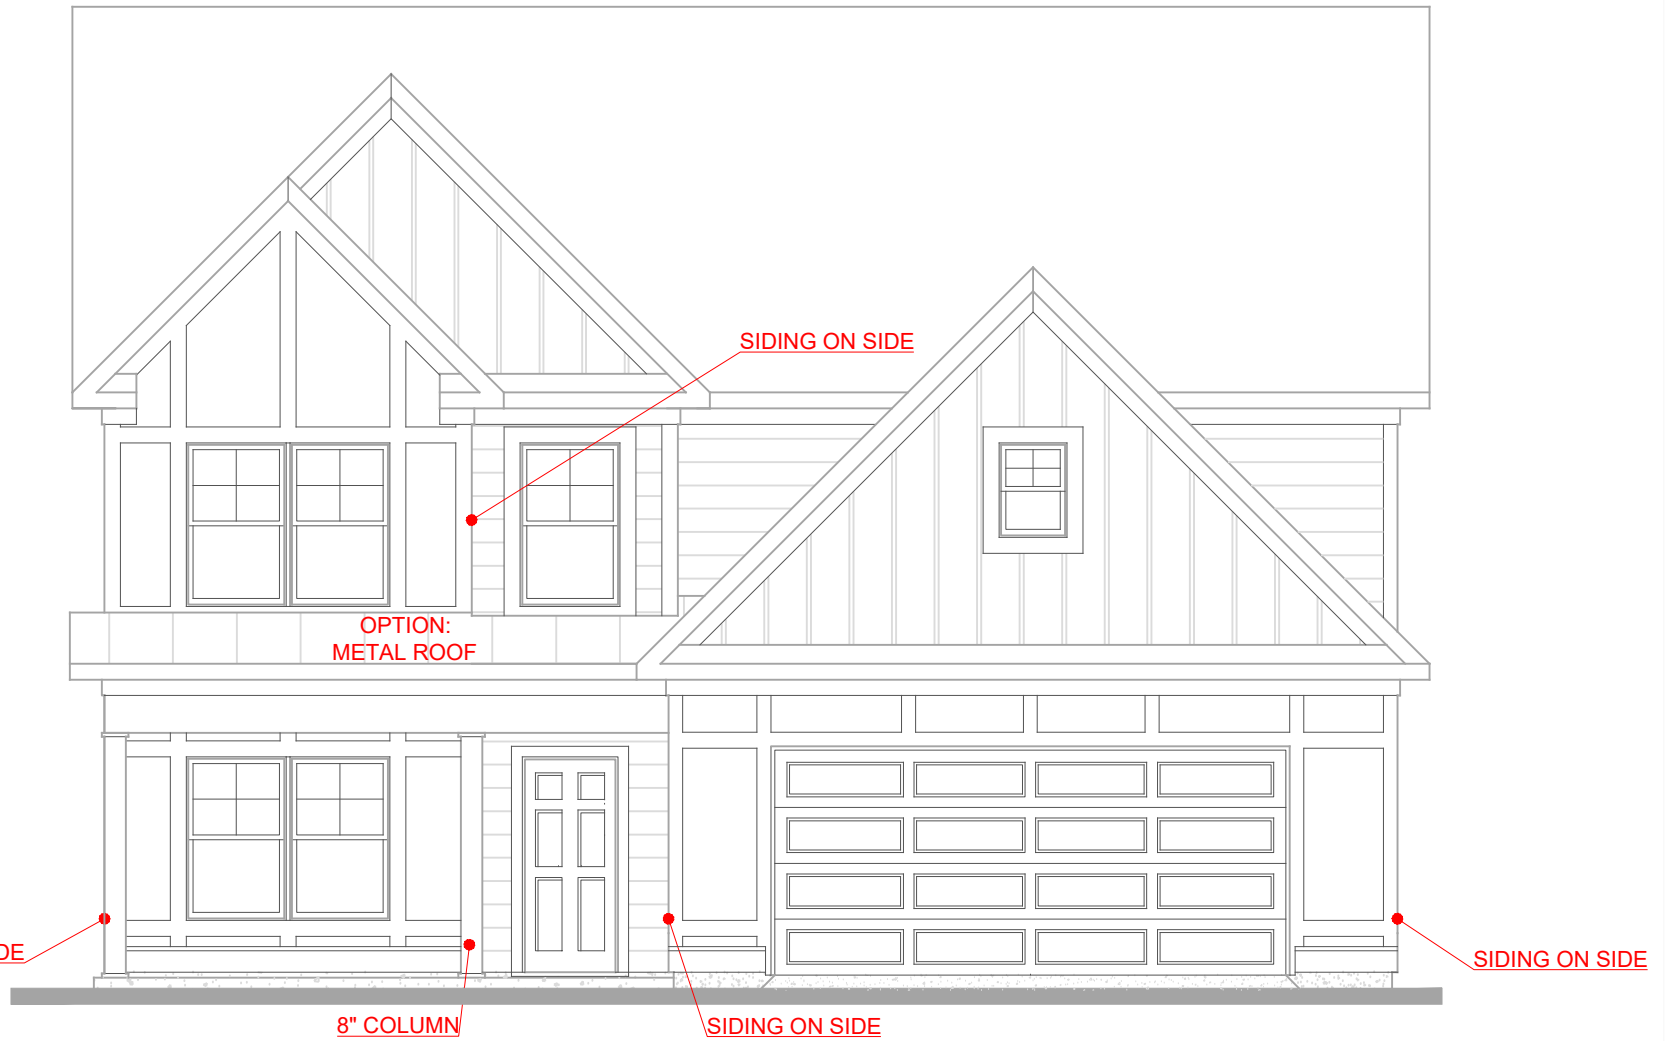 SIDING ON SIDE
OPTION:
METAL ROOF
DE
SIDING ON SIDE
8" COLUMN
SIDING ON SIDE